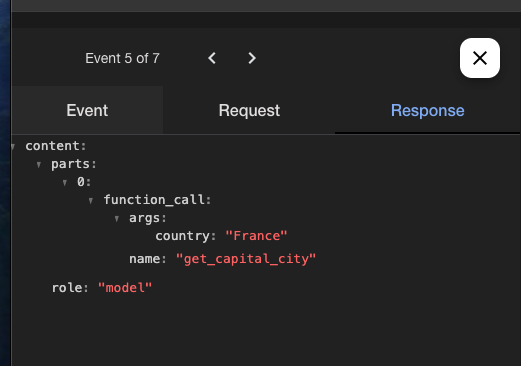 Event 5 of 7
Event Request Response
content:
parts:
0:
function_call:
args:
country: "France"
name: "get_capital_city"
role: "model"